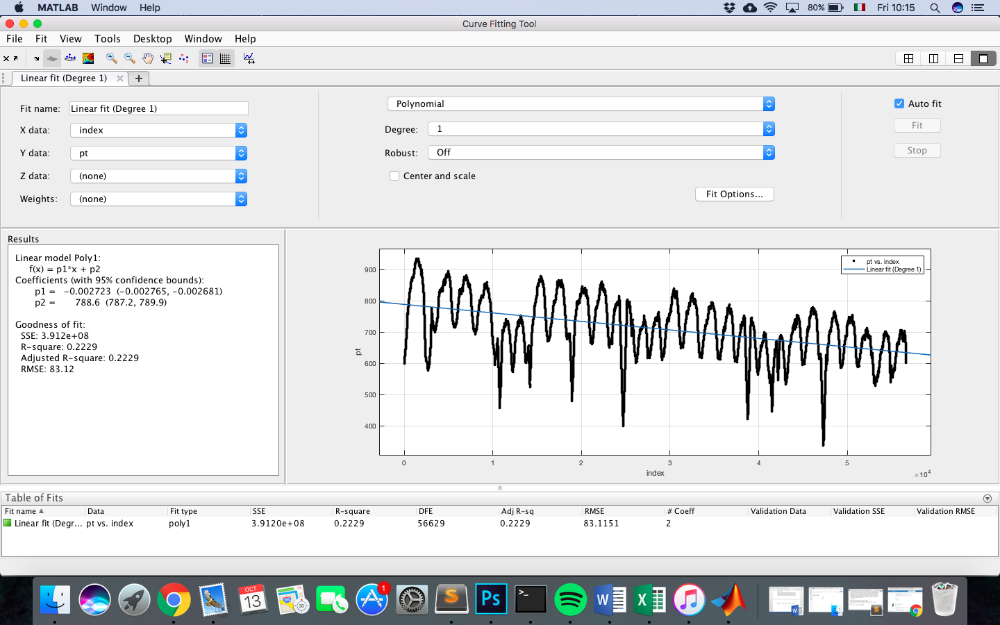 MATLAB Window Help 80% Fri 10:15
Curve Fitting Tool
File Fit View Tools Desktop Window Help
Linear fit (Degree 1)
Fit name: Linear fit (Degree 1)
X data: index
Y data: pt
Z data: (none)
Weights: (none)
Polynomial
Degree: 1
Robust: Off
Center and scale
Fit Options...
Auto fit
Fit
Stop
Results
Linear model Poly1:
f(x) = p1*x + p2
Coefficients (with 95% confidence bounds):
p1 = -0.002723 (-0.002765, -0.002681)
p2 = 788.6 (787.2, 789.9)
Goodness of fit:
SSE: 3.912e+08
R-square: 0.2229
Adjusted R-square: 0.2229
RMSE: 83.12
pt vs. index
Linear fit (Degree 1)
900
800
700
600
500
400
pt
0 1 2 3 4 5
index
×10⁴
Table of Fits
Fit name Data Fit type SSE R-square DFE Adj R-sq RMSE # Coeff Validation Data Validation SSE Validation RMSE
Linear fit (Degr... pt vs. index poly1 3.9120e+08 0.2229 56629 0.2229 83.1151 2
OCT
13
3D
1
S
Ps
>_
W
X